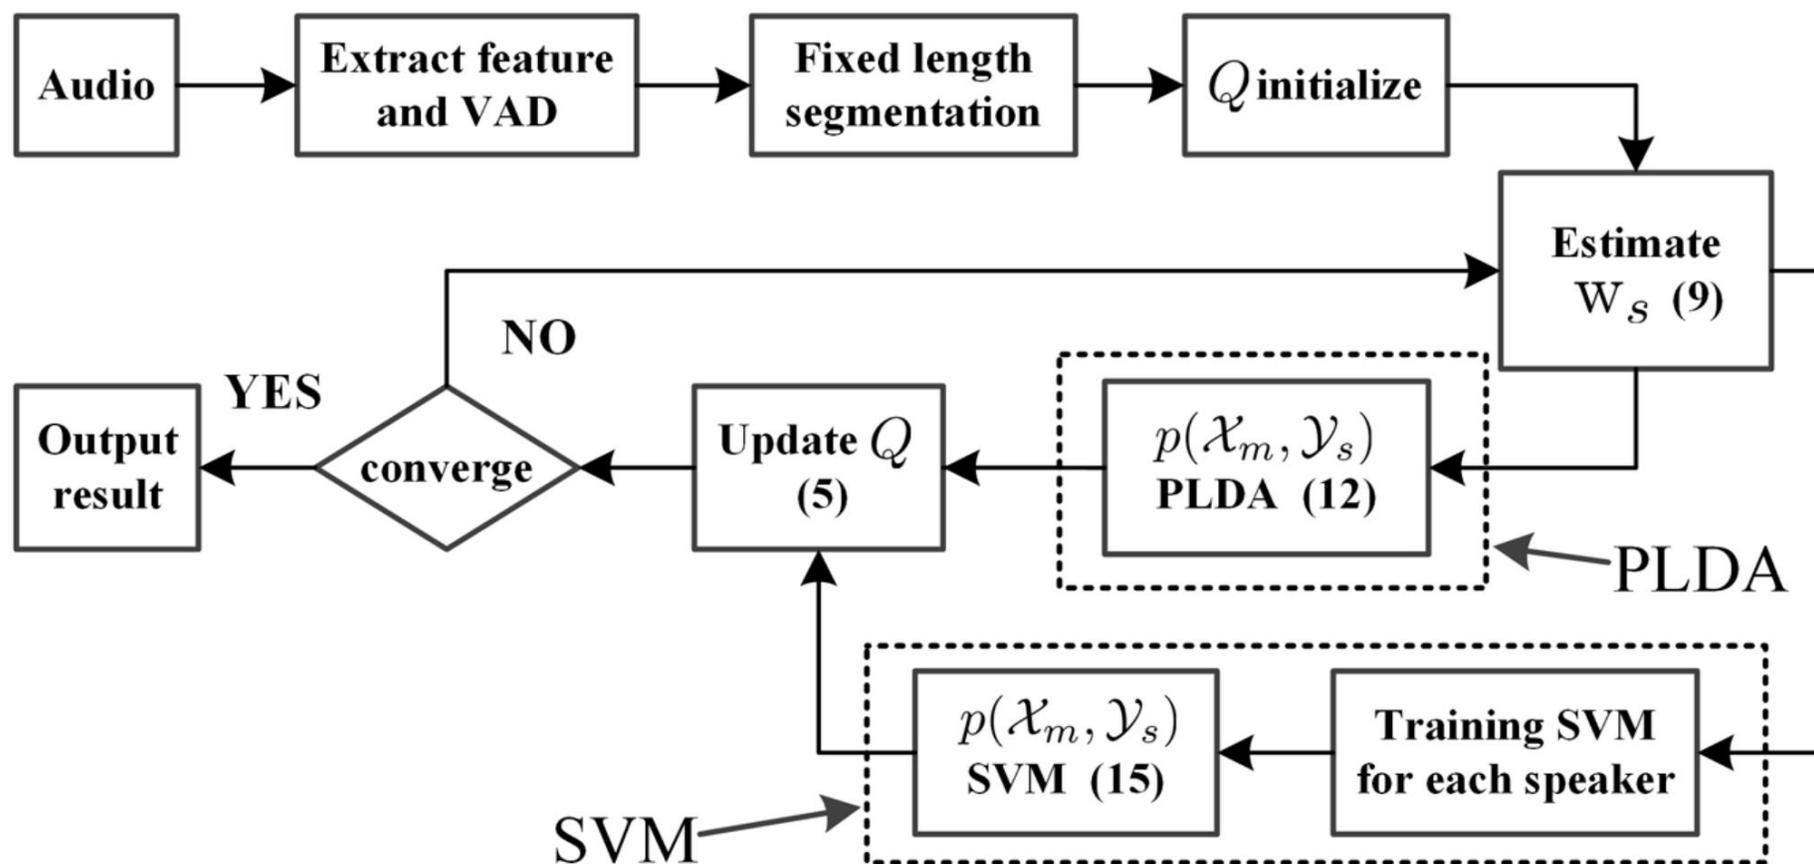 Audio
Extract feature
and VAD
Fixed length
segmentation
Q initialize
Estimate
w_s (9)
NO
YES
Output
result
converge
Update Q
(5)
p(𝒳_m, 𝒴_s)
PLDA (12)
PLDA
p(𝒳_m, 𝒴_s)
SVM (15)
Training SVM
for each speaker
SVM